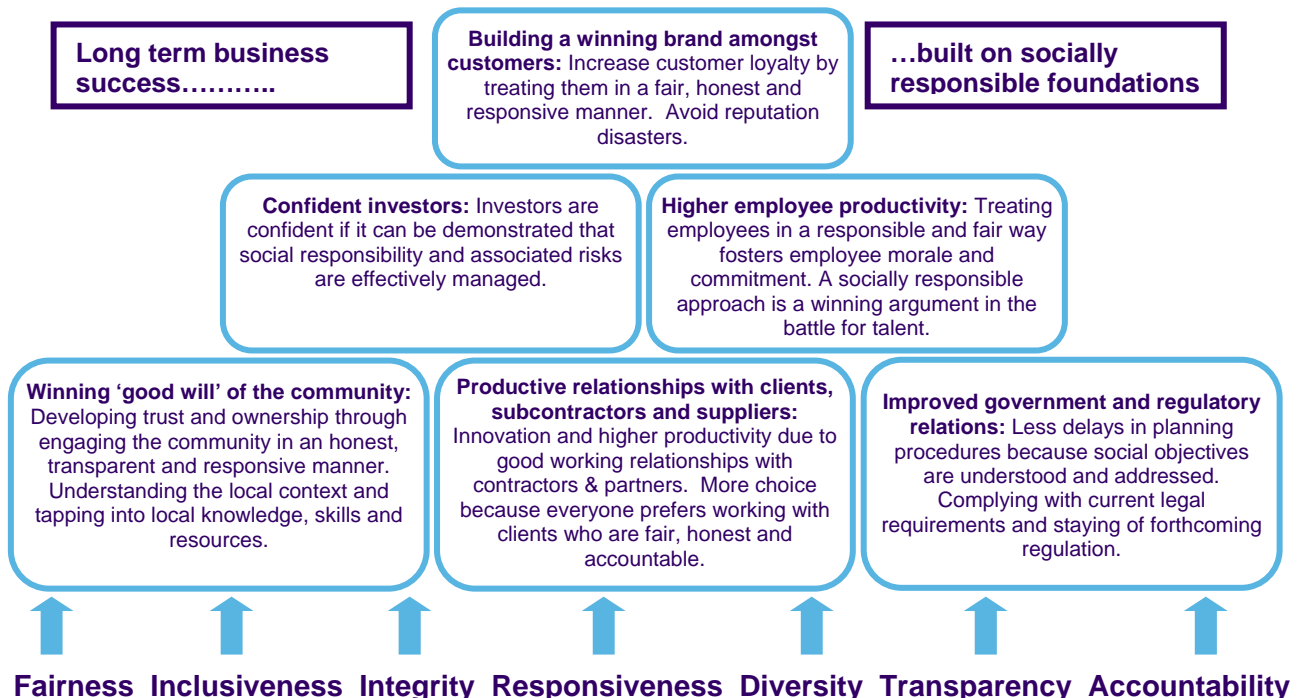 Long term business
success………..
Building a winning brand amongst
customers: Increase customer loyalty by
treating them in a fair, honest and
responsive manner.  Avoid reputation
disasters.
…built on socially
responsible foundations
Confident investors: Investors are
confident if it can be demonstrated that
social responsibility and associated risks
are effectively managed.
Higher employee productivity: Treating
employees in a responsible and fair way
fosters employee morale and
commitment. A socially responsible
approach is a winning argument in the
battle for talent.
Winning ‘good will’ of the community:
Developing trust and ownership through
engaging the community in an honest,
transparent and responsive manner.
Understanding the local context and
tapping into local knowledge, skills and
resources.
Productive relationships with clients,
subcontractors and suppliers:
Innovation and higher productivity due to
good working relationships with
contractors & partners.  More choice
because everyone prefers working with
clients who are fair, honest and
accountable.
Improved government and regulatory
relations: Less delays in planning
procedures because social objectives
are understood and addressed.
Complying with current legal
requirements and staying of forthcoming
regulation.
Fairness  Inclusiveness  Integrity  Responsiveness  Diversity  Transparency  Accountability